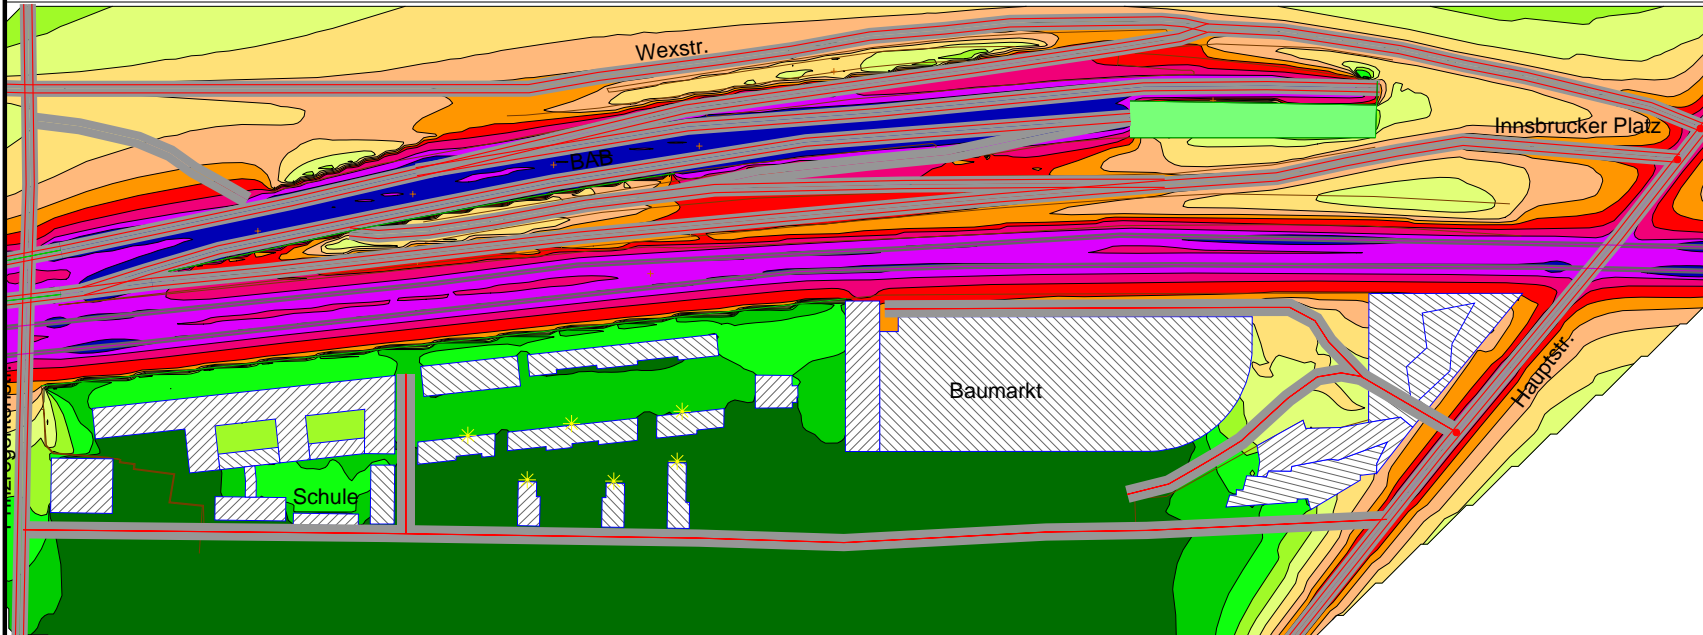 Wexstr.
Innsbrucker Platz
BAB
Hauptstr.
Baumarkt
Schule